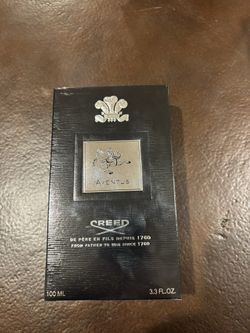 AVENTUS
CREED
DE PÈRE EN FILS DEPUIS 1760
FROM FATHER TO SON SINCE 1760
100 ML 3.3 FL.OZ.